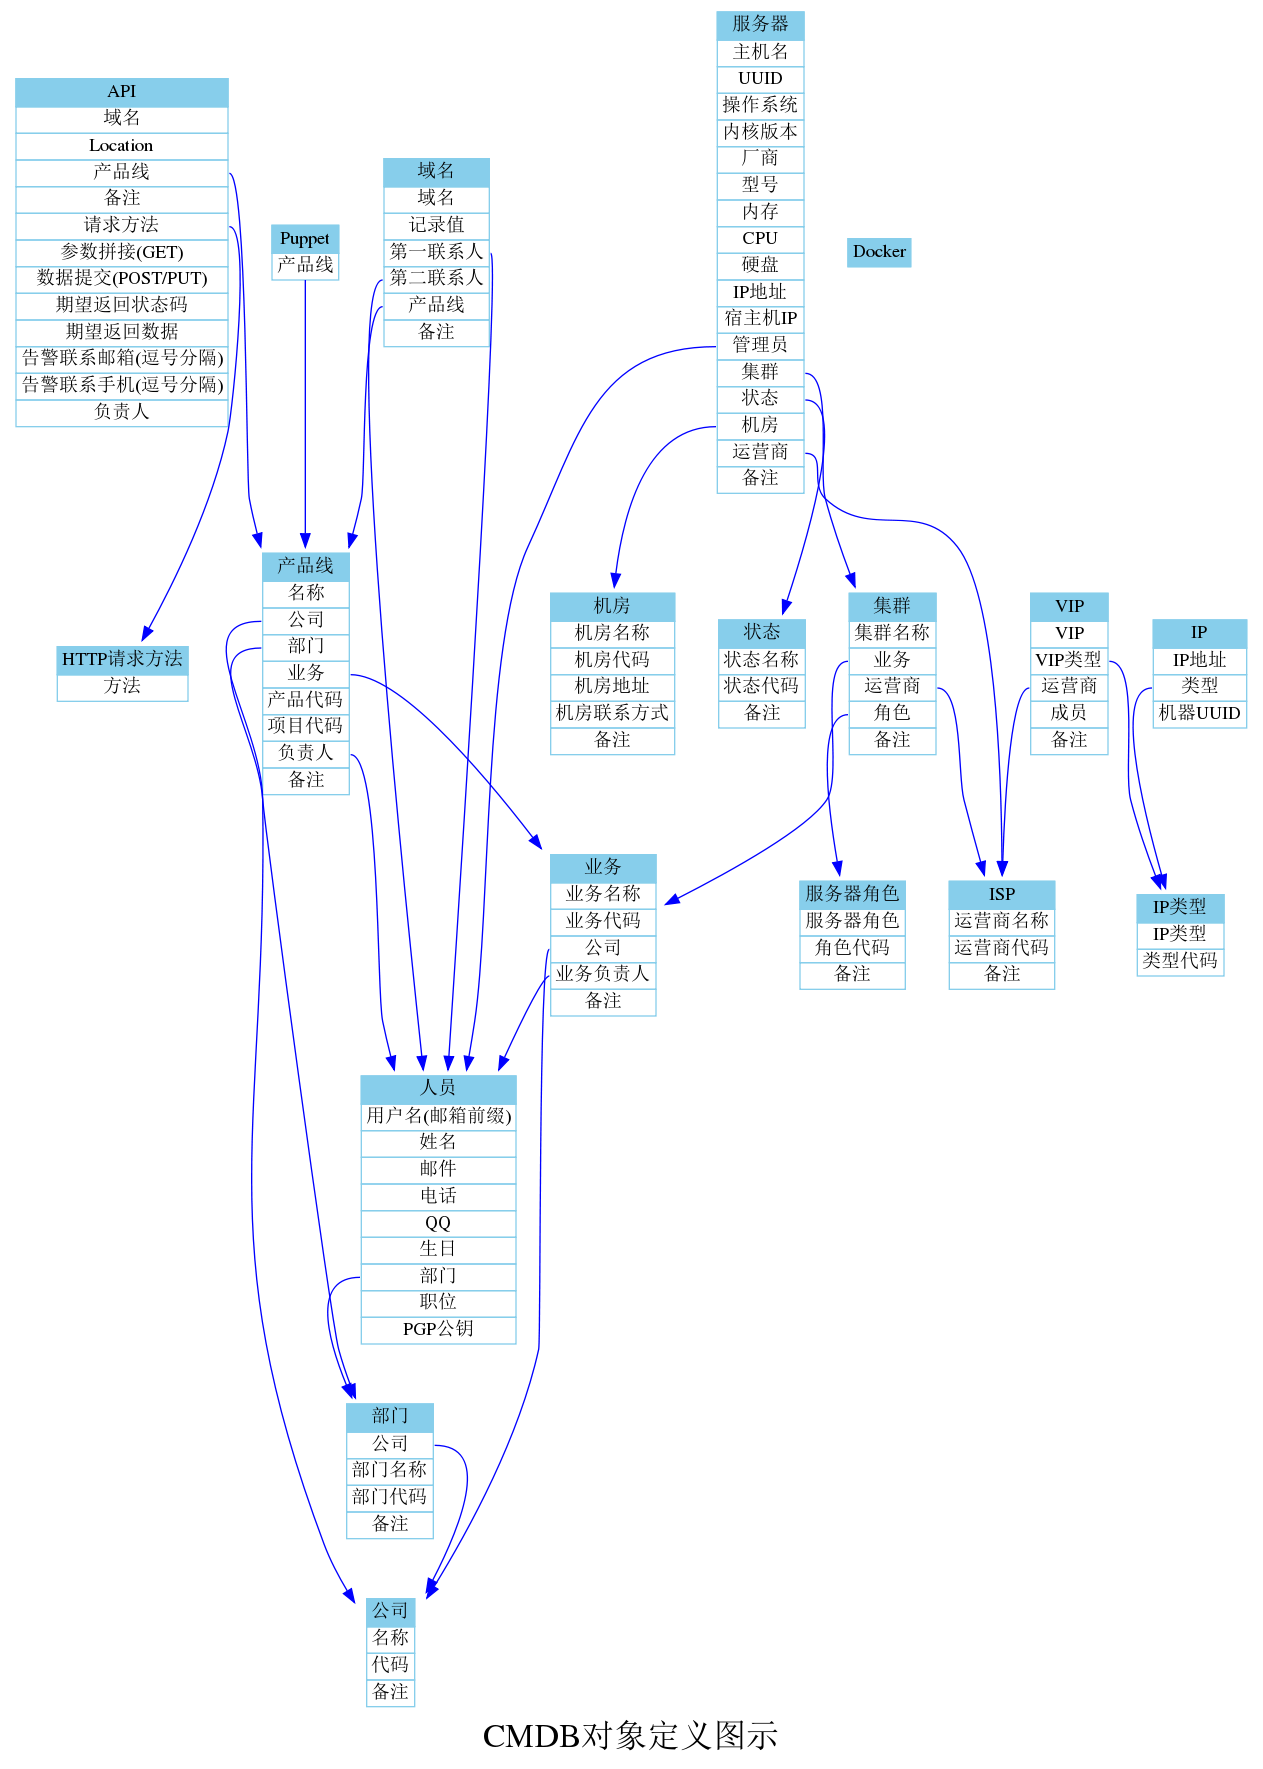 服务器
主机名
UUID
操作系统
内核版本
厂商
型号
内存
CPU
硬盘
IP地址
宿主机IP
管理员
集群
状态
机房
运营商
备注
API
域名
Location
产品线
备注
请求方法
参数拼接(GET)
数据提交(POST/PUT)
期望返回状态码
期望返回数据
告警联系邮箱(逗号分隔)
告警联系手机(逗号分隔)
负责人
域名
域名
记录值
第一联系人
第二联系人
产品线
备注
Puppet
产品线
Docker
产品线
名称
公司
部门
业务
产品代码
项目代码
负责人
备注
HTTP请求方法
方法
机房
机房名称
机房代码
机房地址
机房联系方式
备注
状态
状态名称
状态代码
备注
集群
集群名称
业务
运营商
角色
备注
VIP
VIP
VIP类型
运营商
成员
备注
IP
IP地址
类型
机器UUID
业务
业务名称
业务代码
公司
业务负责人
备注
服务器角色
服务器角色
角色代码
备注
ISP
运营商名称
运营商代码
备注
IP类型
IP类型
类型代码
人员
用户名(邮箱前缀)
姓名
邮件
电话
QQ
生日
部门
职位
PGP公钥
部门
公司
部门名称
部门代码
备注
公司
名称
代码
备注
CMDB对象定义图示